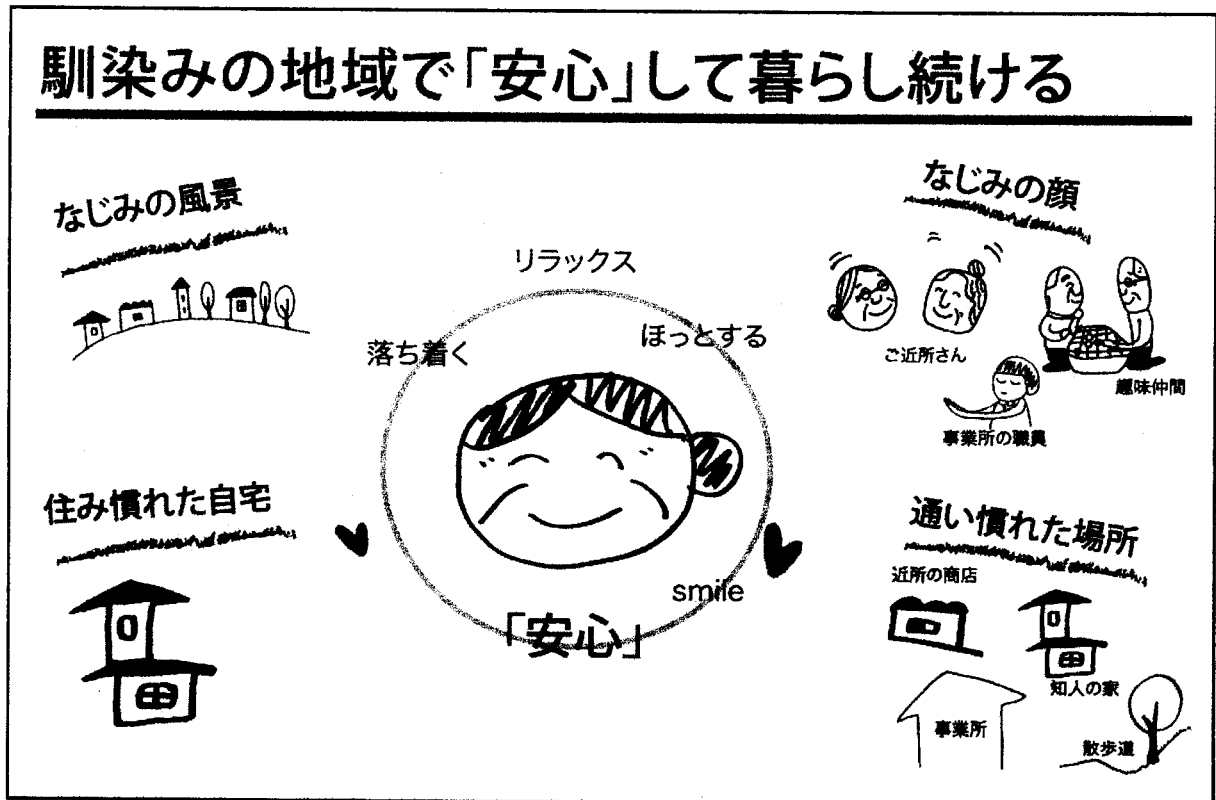 馴染みの地域で「安心」して暮らし続ける
なじみの風景
なじみの顔
リラックス
ほっとする
落ち着く
ご近所さん
趣味仲間
事業所の職員
住み慣れた自宅
通い慣れた場所
近所の商店
smile
「安心」
知人の家
事業所
散歩道